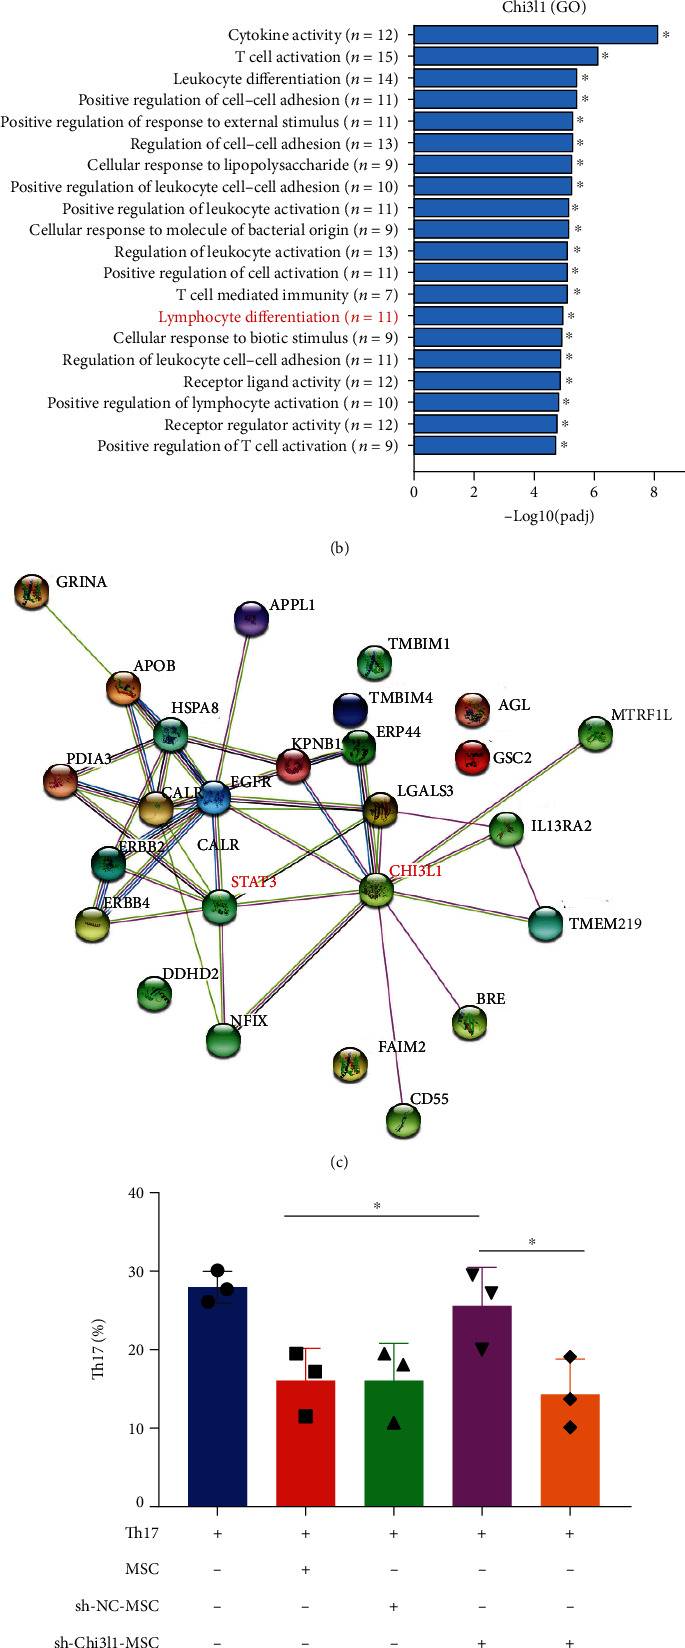 Chi3l1 (GO)
Cytokine activity (n = 12) *
T cell activation (n = 15) *
Leukocyte differentiation (n = 14) *
Positive regulation of cell–cell adhesion (n = 11) *
Positive regulation of response to external stimulus (n = 11) *
Regulation of cell–cell adhesion (n = 13) *
Cellular response to lipopolysaccharide (n = 9) *
Positive regulation of leukocyte cell–cell adhesion (n = 10) *
Positive regulation of leukocyte activation (n = 11) *
Cellular response to molecule of bacterial origin (n = 9) *
Regulation of leukocyte activation (n = 13) *
Positive regulation of cell activation (n = 11) *
T cell mediated immunity (n = 7) *
Lymphocyte differentiation (n = 11) *
Cellular response to biotic stimulus (n = 9) *
Regulation of leukocyte cell–cell adhesion (n = 11) *
Receptor ligand activity (n = 12) *
Positive regulation of lymphocyte activation (n = 10) *
Receptor regulator activity (n = 12) *
Positive regulation of T cell activation (n = 9) *
0 2 4 6 8
–Log10(padj)
(b)
GRINA
APPL1
TMBIM1
APOB
TMBIM4
AGL
HSPA8
MTRF1L
ERP44
KPNB1
GSC2
PDIA3
EGFR
CALR
LGALS3
IL13RA2
ERBB2
CALR
CHI3L1
STAT3
ERBB4
TMEM219
DDHD2
BRE
NFIX
FAIM2
CD55
(c)
40
30
20
10
0
Th17 (%)
*
*
Th17 + + + + +
MSC – + – – –
sh-NC-MSC – – + – –
sh-Chi3l1-MSC – – – + +